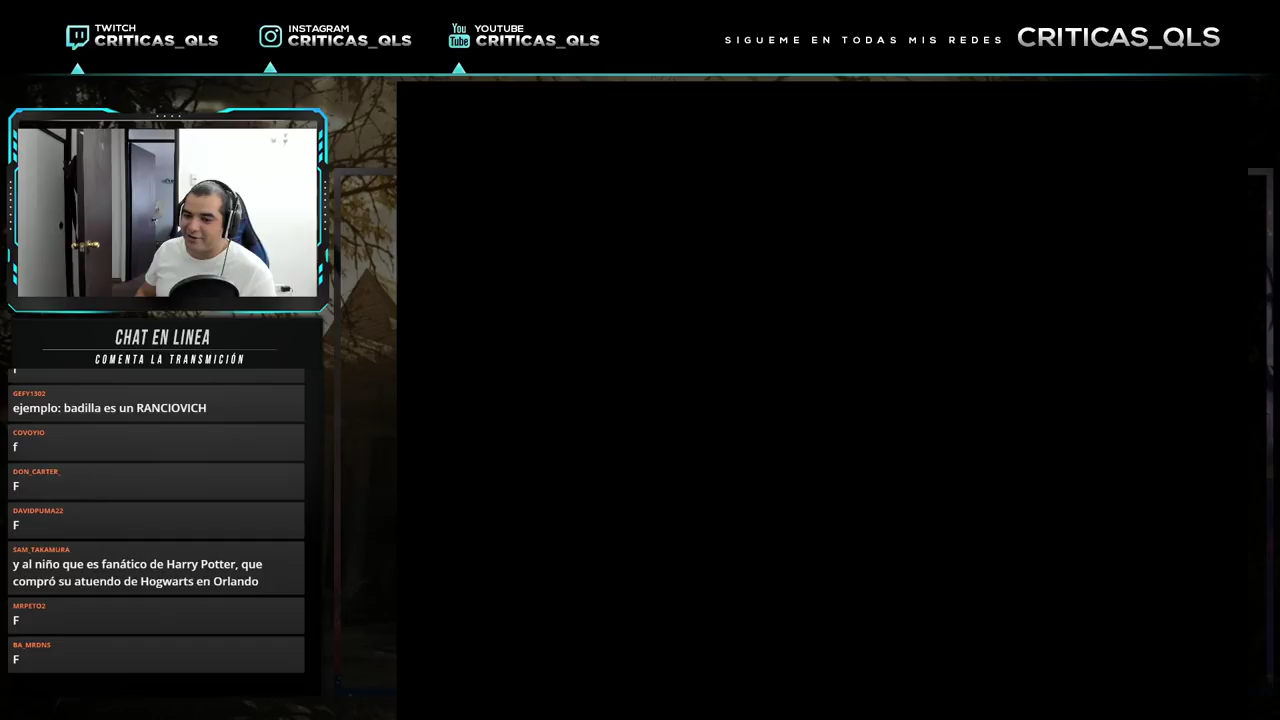 TWITCH
CRITICAS_QLS
INSTAGRAM
CRITICAS_QLS
You
Tube
YOUTUBE
CRITICAS_QLS
SIGUEME EN TODAS MIS REDES
CRITICAS_QLS
CHAT EN LINEA
COMENTA LA TRANSMICIÓN
GEFY1302
ejemplo: badilla es un RANCIOVICH
COVOYIO
f
DON_CARTER_
F
DAVIDPUMA22
F
SAM_TAKAMURA
y al niño que es fanático de Harry Potter, que
compró su atuendo de Hogwarts en Orlando
MRPETO2
F
BA_MRDNS
F